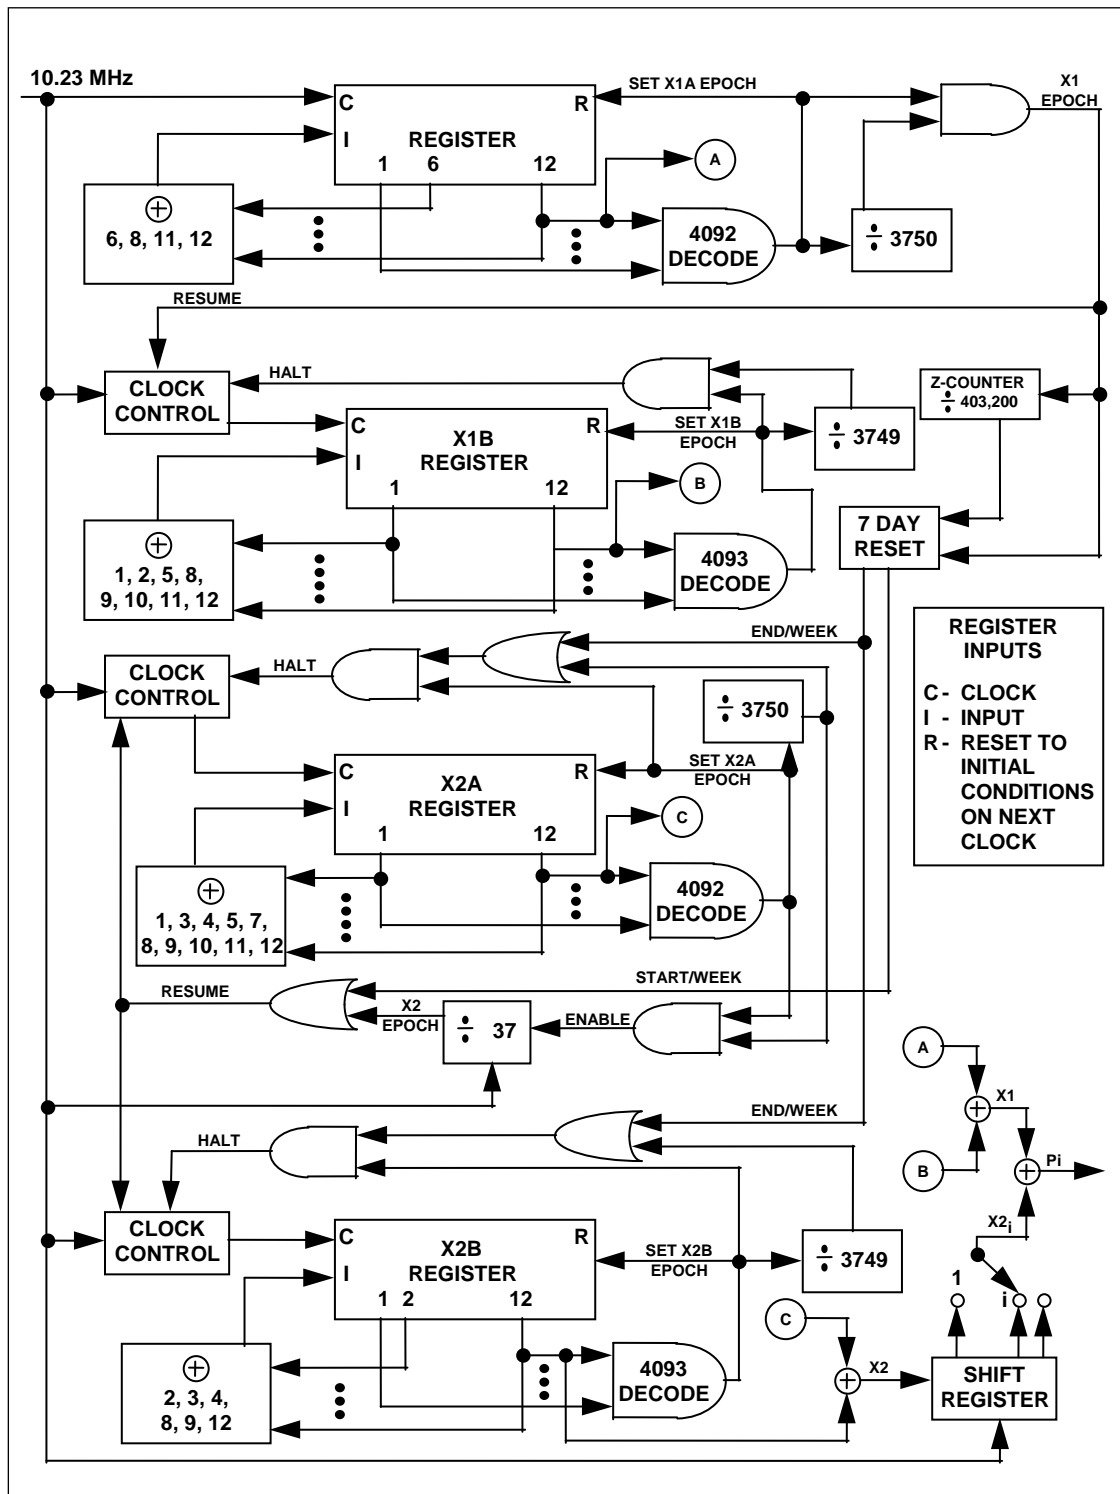 10.23 MHz
C
R
I
REGISTER
1
6
12
SET X1A EPOCH
X1
EPOCH
A
⊕
6, 8, 11, 12
4092
DECODE
÷ 3750
RESUME
CLOCK
CONTROL
HALT
Z-COUNTER
÷ 403,200
C
R
I
X1B
REGISTER
1
12
SET X1B
EPOCH
÷ 3749
B
7 DAY
RESET
⊕
1, 2, 5, 8,
9, 10, 11, 12
4093
DECODE
END/WEEK
REGISTER
INPUTS
C - CLOCK
I - INPUT
R - RESET TO
INITIAL
CONDITIONS
ON NEXT
CLOCK
CLOCK
CONTROL
HALT
÷ 3750
C
R
I
X2A
REGISTER
1
12
SET X2A
EPOCH
C
⊕
1, 3, 4, 5, 7,
8, 9, 10, 11, 12
4092
DECODE
START/WEEK
RESUME
X2
EPOCH
÷ 37
ENABLE
A
X1
B
Pi
X2i
END/WEEK
HALT
CLOCK
CONTROL
C
R
I
X2B
REGISTER
1
2
12
SET X2B
EPOCH
÷ 3749
1
i
C
⊕
2, 3, 4,
8, 9, 12
4093
DECODE
X2
SHIFT
REGISTER